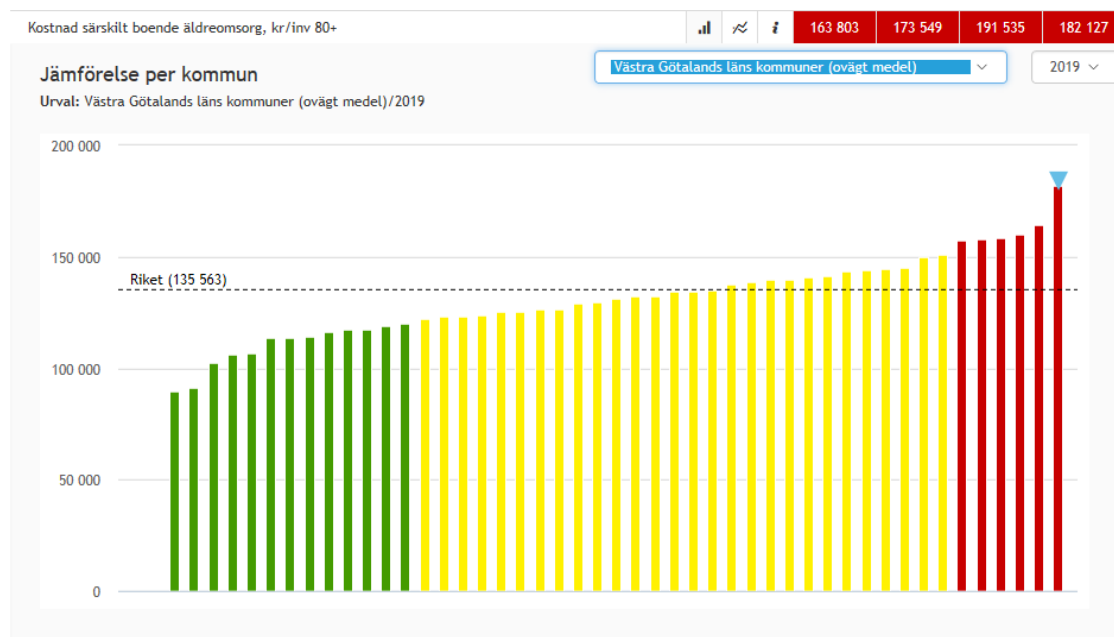 Kostnad särskilt boende äldreomsorg, kr/inv 80+ i 163 803 173 549 191 535 182 127
Jämförelse per kommun
Västra Götalands läns kommuner (ovägt medel) 2019
Urval: Västra Götalands läns kommuner (ovägt medel)/2019
200 000
150 000
Riket (135 563)
100 000
50 000
0